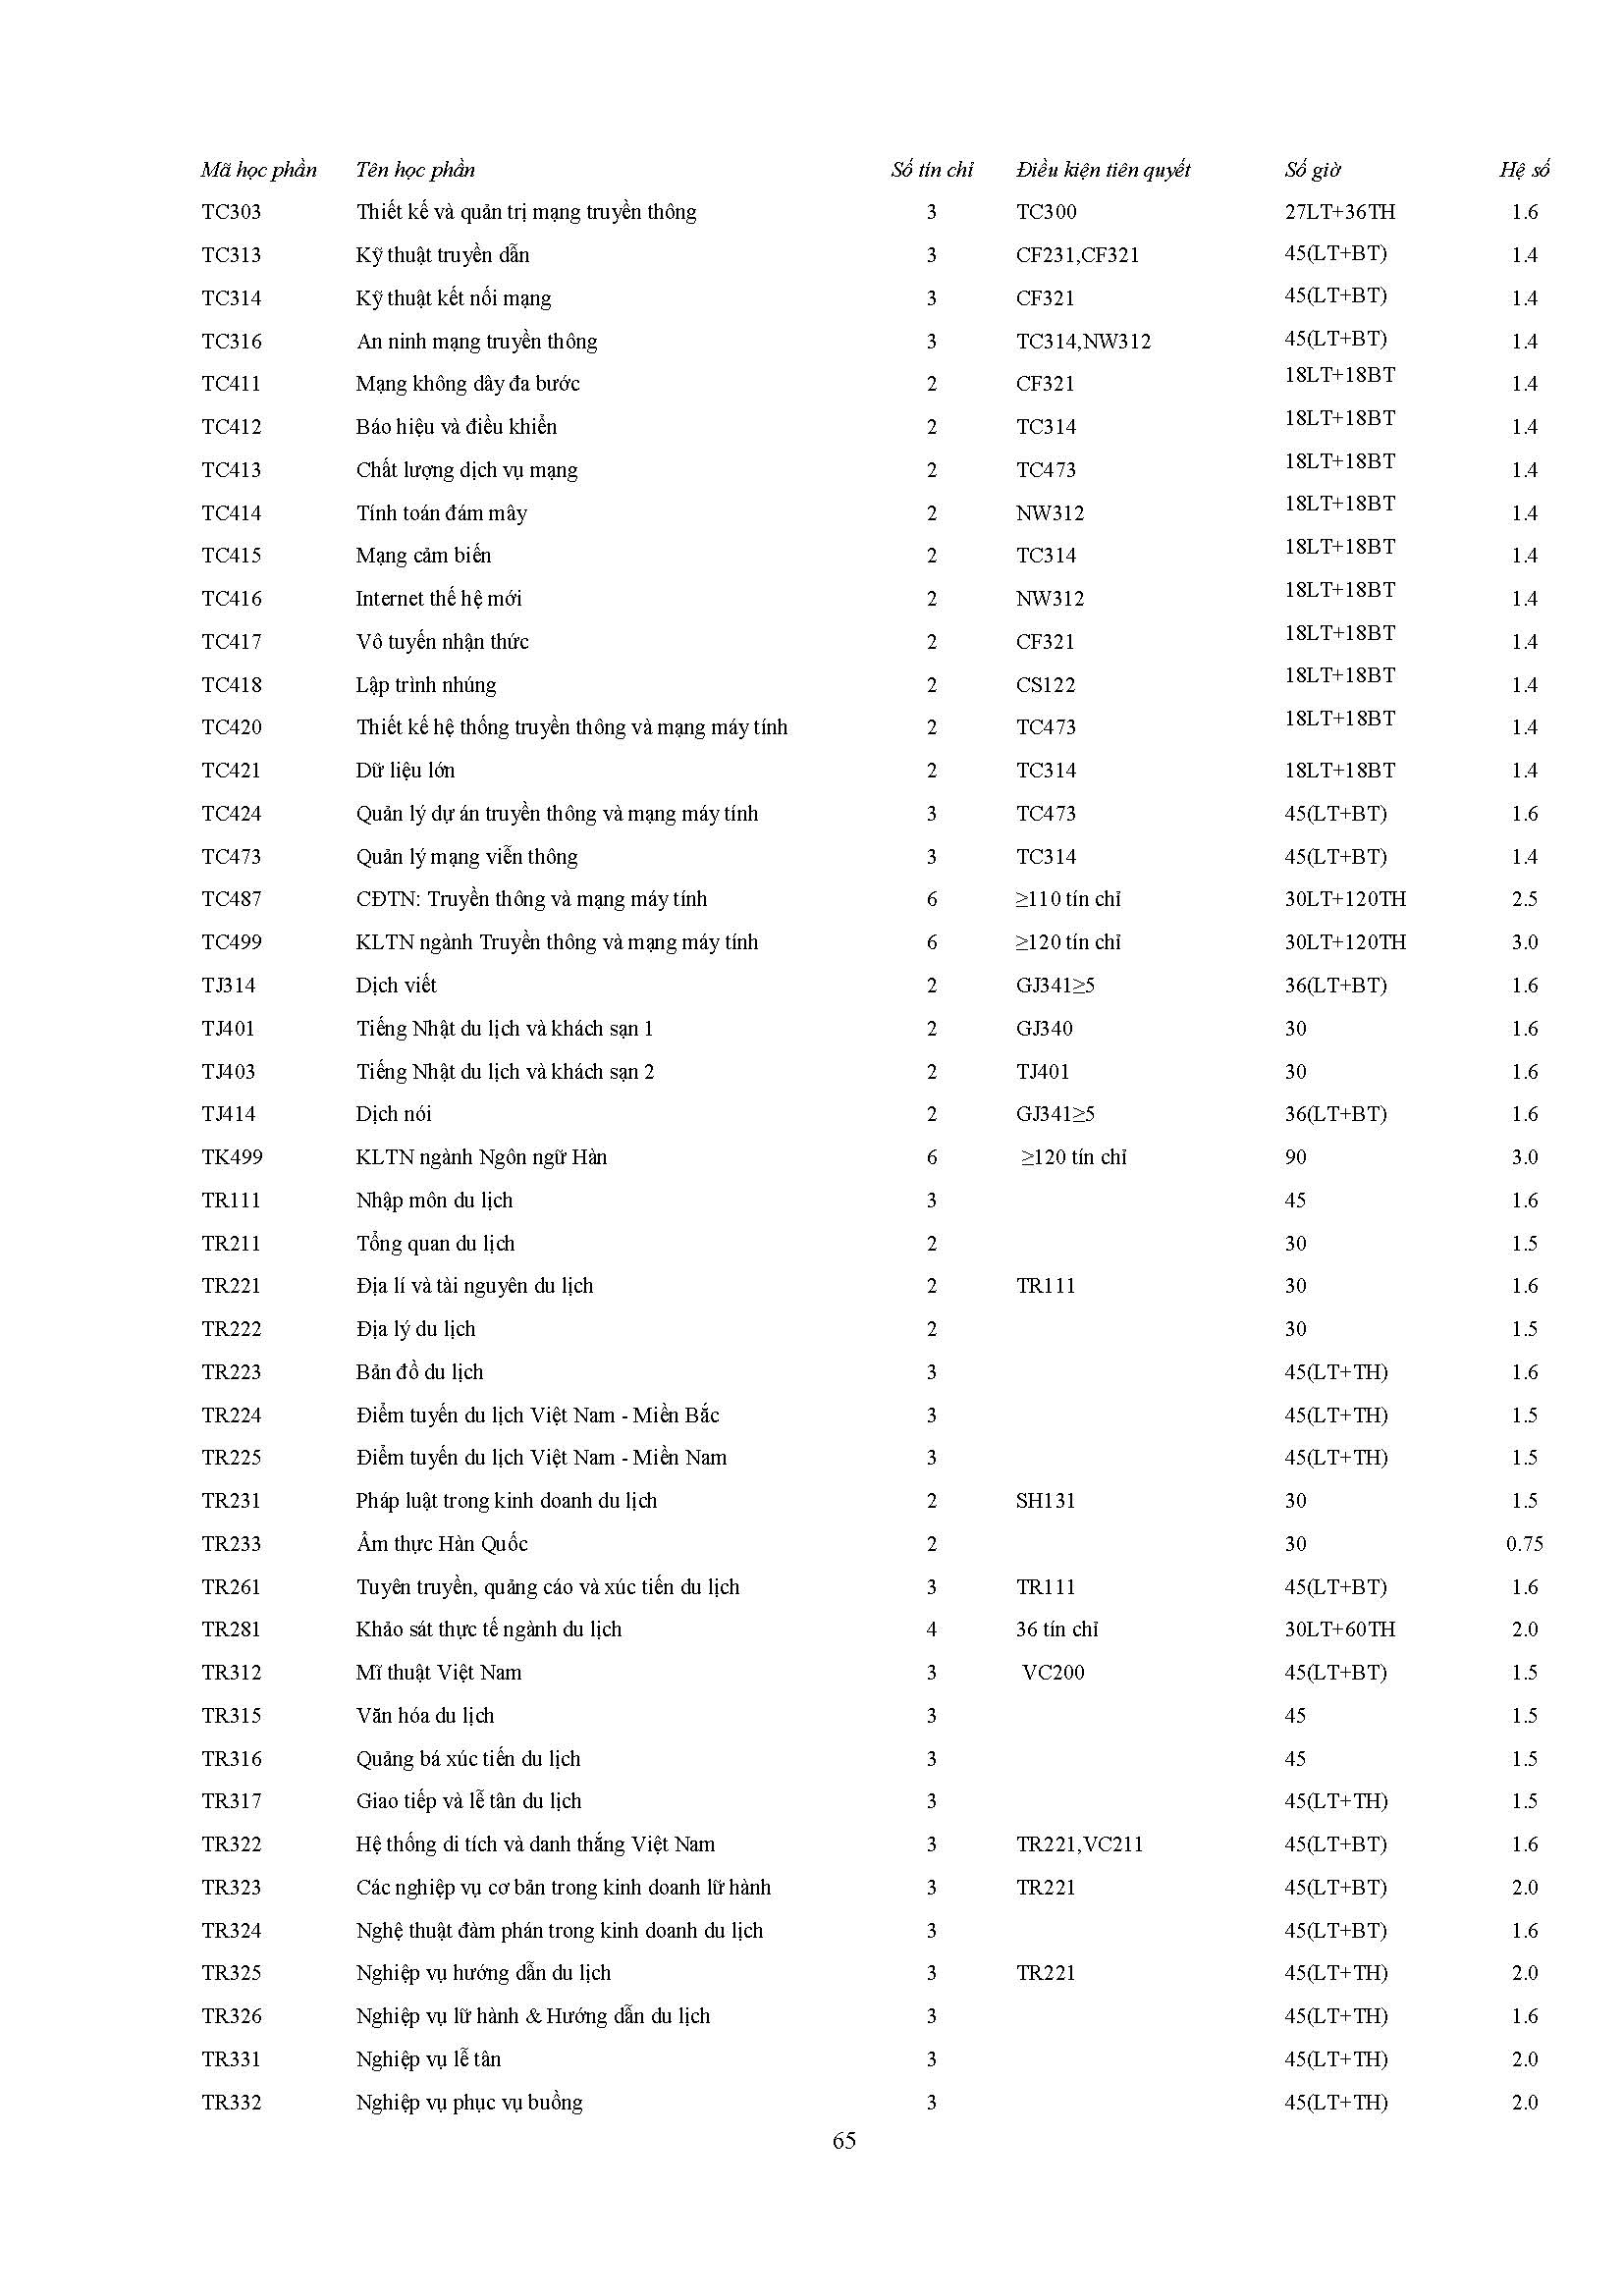 Mã học phần Tên học phần Số tín chỉ Điều kiện tiên quyết Số giờ Hệ số
TC303 Thiết kế và quản trị mạng truyền thông 3 TC300 27LT+36TH 1.6
TC313 Kỹ thuật truyền dẫn 3 CF231,CF321 45(LT+BT) 1.4
TC314 Kỹ thuật kết nối mạng 3 CF321 45(LT+BT) 1.4
TC316 An ninh mạng truyền thông 3 TC314,NW312 45(LT+BT) 1.4
TC411 Mạng không dây đa bước 2 CF321 18LT+18BT 1.4
TC412 Báo hiệu và điều khiển 2 TC314 18LT+18BT 1.4
TC413 Chất lượng dịch vụ mạng 2 TC473 18LT+18BT 1.4
TC414 Tính toán đám mây 2 NW312 18LT+18BT 1.4
TC415 Mạng cảm biến 2 TC314 18LT+18BT 1.4
TC416 Internet thế hệ mới 2 NW312 18LT+18BT 1.4
TC417 Vô tuyến nhận thức 2 CF321 18LT+18BT 1.4
TC418 Lập trình nhúng 2 CS122 18LT+18BT 1.4
TC420 Thiết kế hệ thống truyền thông và mạng máy tính 2 TC473 18LT+18BT 1.4
TC421 Dữ liệu lớn 2 TC314 18LT+18BT 1.4
TC424 Quản lý dự án truyền thông và mạng máy tính 3 TC473 45(LT+BT) 1.6
TC473 Quản lý mạng viễn thông 3 TC314 45(LT+BT) 1.4
TC487 CĐTN: Truyền thông và mạng máy tính 6 ≥110 tín chỉ 30LT+120TH 2.5
TC499 KLTN ngành Truyền thông và mạng máy tính 6 ≥120 tín chỉ 30LT+120TH 3.0
TJ314 Dịch viết 2 GJ341≥5 36(LT+BT) 1.6
TJ401 Tiếng Nhật du lịch và khách sạn 1 2 GJ340 30 1.6
TJ403 Tiếng Nhật du lịch và khách sạn 2 2 TJ401 30 1.6
TJ414 Dịch nói 2 GJ341≥5 36(LT+BT) 1.6
TK499 KLTN ngành Ngôn ngữ Hàn 6 ≥120 tín chỉ 90 3.0
TR111 Nhập môn du lịch 3 45 1.6
TR211 Tổng quan du lịch 2 30 1.5
TR221 Địa lí và tài nguyên du lịch 2 TR111 30 1.6
TR222 Địa lý du lịch 2 30 1.5
TR223 Bản đồ du lịch 3 45(LT+TH) 1.6
TR224 Điểm tuyến du lịch Việt Nam - Miền Bắc 3 45(LT+TH) 1.5
TR225 Điểm tuyến du lịch Việt Nam - Miền Nam 3 45(LT+TH) 1.5
TR231 Pháp luật trong kinh doanh du lịch 2 SH131 30 1.5
TR233 Ẩm thực Hàn Quốc 2 30 0.75
TR261 Tuyên truyền, quảng cáo và xúc tiến du lịch 3 TR111 45(LT+BT) 1.6
TR281 Khảo sát thực tế ngành du lịch 4 36 tín chỉ 30LT+60TH 2.0
TR312 Mĩ thuật Việt Nam 3 VC200 45(LT+BT) 1.5
TR315 Văn hóa du lịch 3 45 1.5
TR316 Quảng bá xúc tiến du lịch 3 45 1.5
TR317 Giao tiếp và lễ tân du lịch 3 45(LT+TH) 1.5
TR322 Hệ thống di tích và danh thắng Việt Nam 3 TR221,VC211 45(LT+BT) 1.6
TR323 Các nghiệp vụ cơ bản trong kinh doanh lữ hành 3 TR221 45(LT+BT) 2.0
TR324 Nghệ thuật đàm phán trong kinh doanh du lịch 3 45(LT+BT) 1.6
TR325 Nghiệp vụ hướng dẫn du lịch 3 TR221 45(LT+TH) 2.0
TR326 Nghiệp vụ lữ hành & Hướng dẫn du lịch 3 45(LT+TH) 1.6
TR331 Nghiệp vụ lễ tân 3 45(LT+TH) 2.0
TR332 Nghiệp vụ phục vụ buồng 3 45(LT+TH) 2.0
65